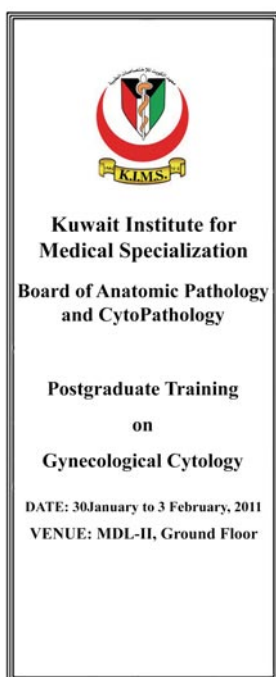 K.I.M.S.
Kuwait Institute for
Medical Specialization
Board of Anatomic Pathology
and CytoPathology
Postgraduate Training
on
Gynecological Cytology
DATE: 30January to 3 February, 2011
VENUE: MDL-II, Ground Floor